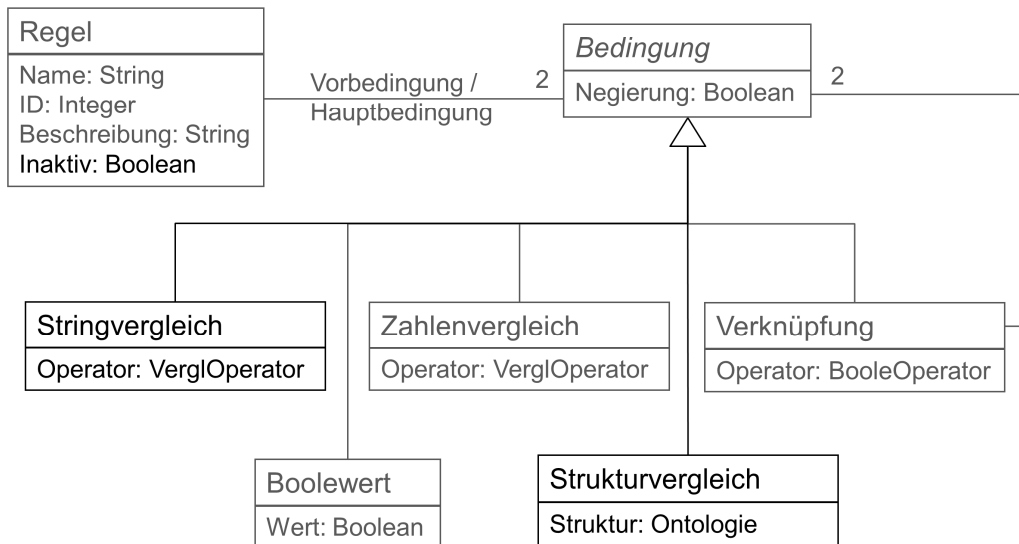 Regel
Name: String
ID: Integer
Beschreibung: String
Inaktiv: Boolean
Vorbedingung /
Hauptbedingung
2
Bedingung
Negierung: Boolean
2
Stringvergleich
Operator: VerglOperator
Zahlenvergleich
Operator: VerglOperator
Verknüpfung
Operator: BooleOperator
Boolewert
Wert: Boolean
Strukturvergleich
Struktur: Ontologie